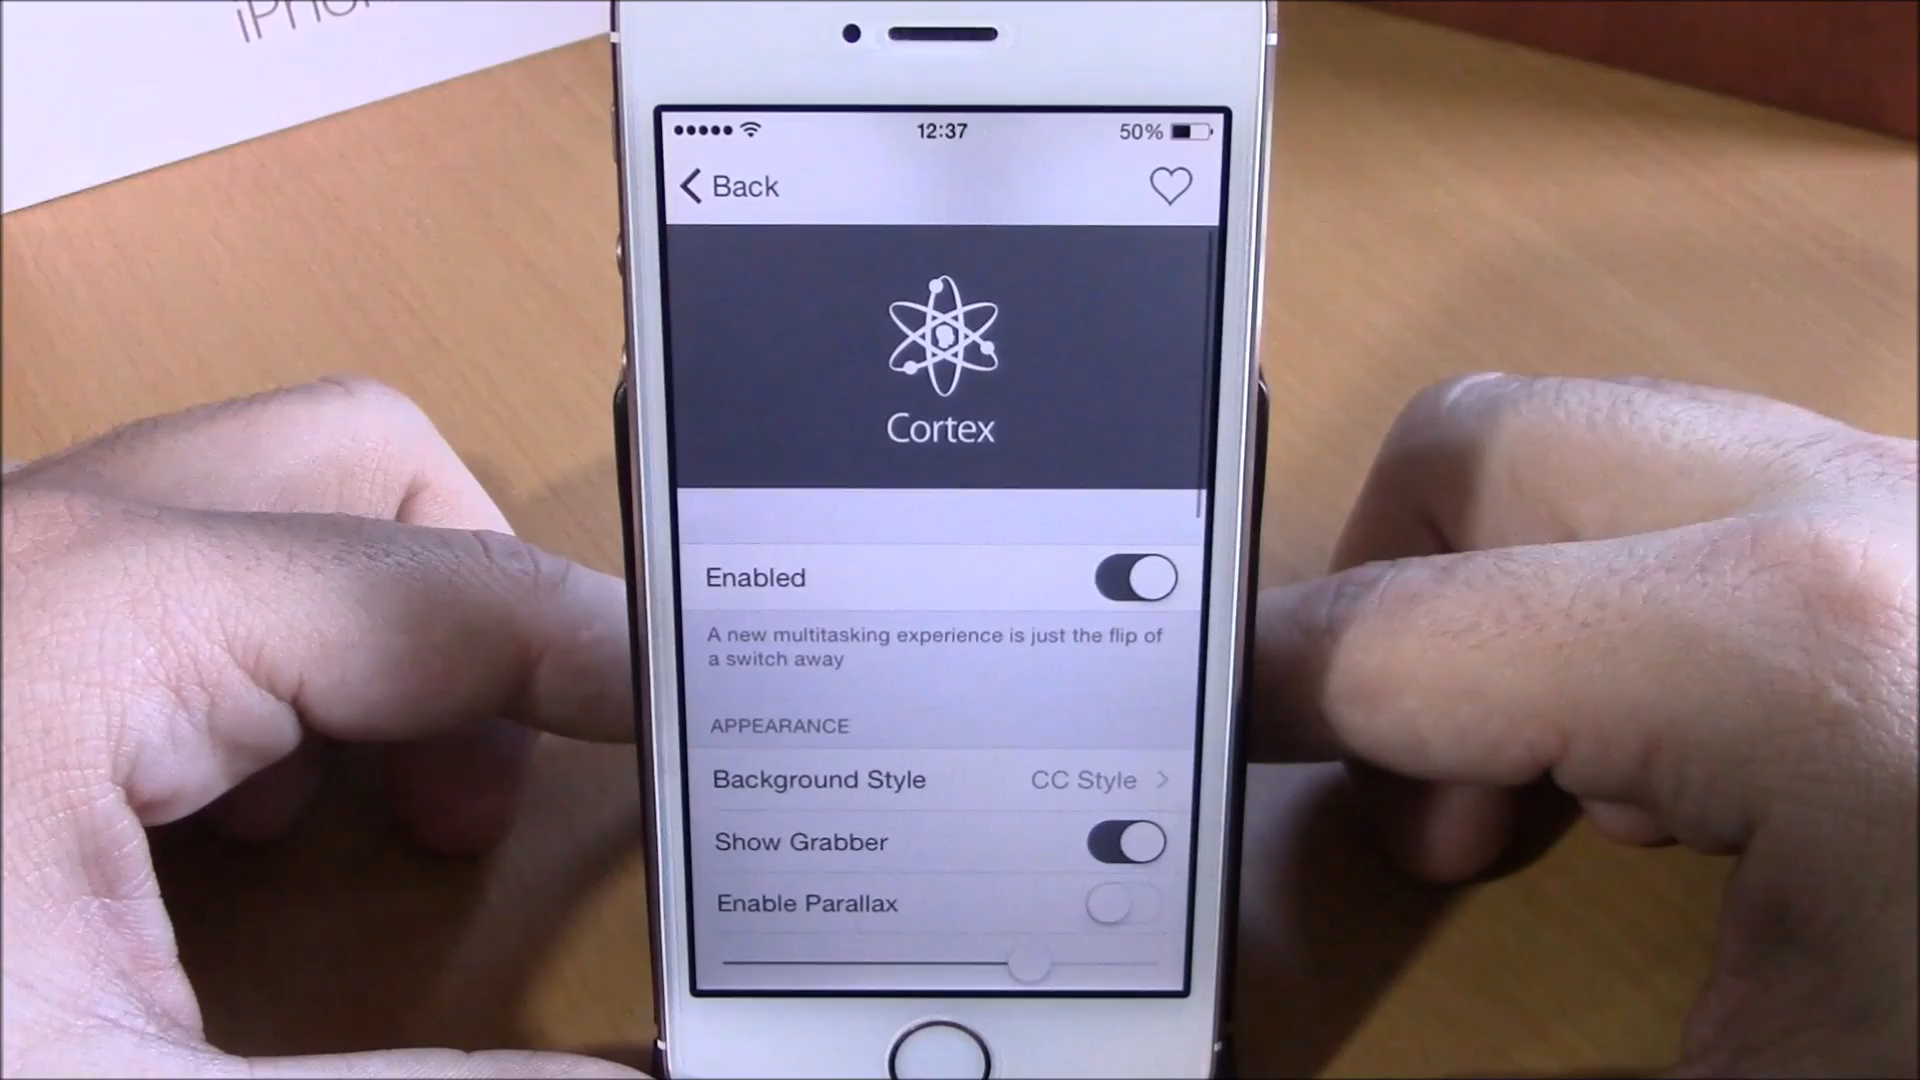 iPhone
12:37
50%
Back
Cortex
Enabled
A new multitasking experience is just the flip of
a switch away
APPEARANCE
Background Style CC Style
Show Grabber
Enable Parallax